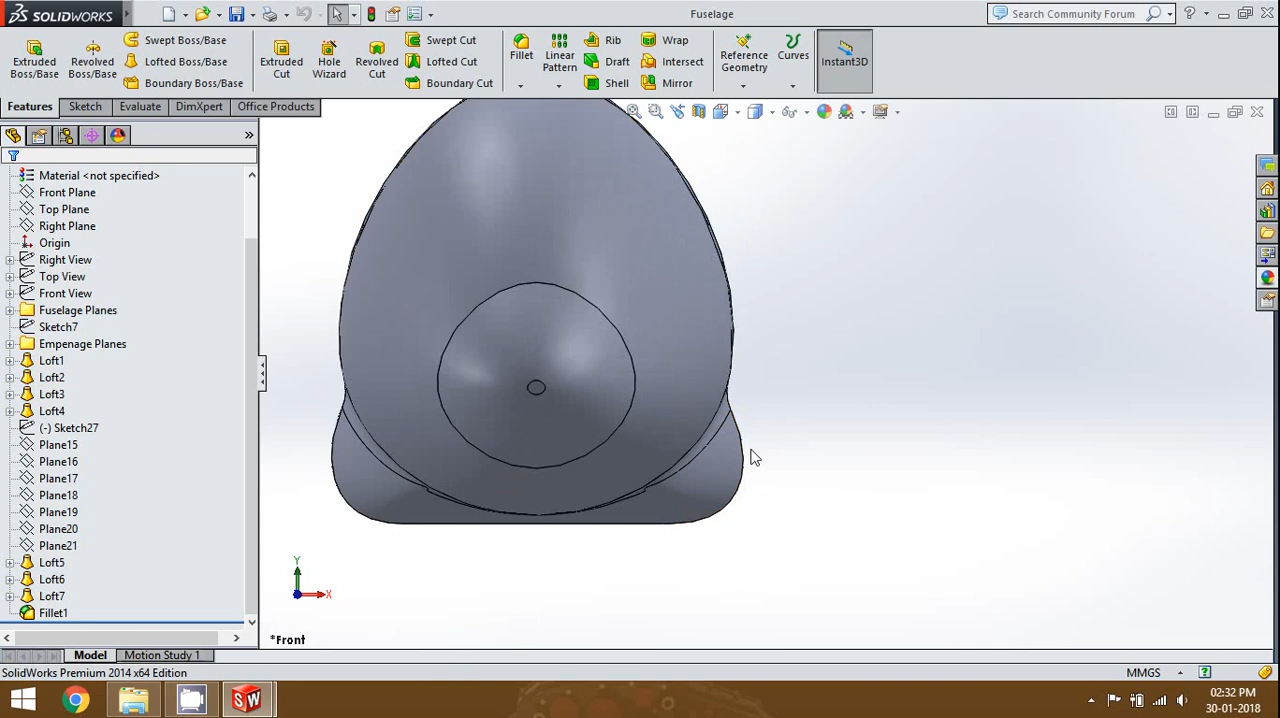 SOLIDWORKS
Fuselage
Search Community Forum
Extruded Boss/Base
Revolved Boss/Base
Swept Boss/Base
Lofted Boss/Base
Boundary Boss/Base
Extruded Cut
Hole Wizard
Revolved Cut
Swept Cut
Lofted Cut
Boundary Cut
Fillet
Linear Pattern
Rib
Draft
Shell
Wrap
Intersect
Mirror
Reference Geometry
Curves
Instant3D
Features
Sketch
Evaluate
DimXpert
Office Products
Material <not specified>
Front Plane
Top Plane
Right Plane
Origin
Right View
Top View
Front View
Fuselage Planes
Sketch7
Empenage Planes
Loft1
Loft2
Loft3
Loft4
(-) Sketch27
Plane15
Plane16
Plane17
Plane18
Plane19
Plane20
Plane21
Loft5
Loft6
Loft7
Fillet1
Y
X
*Front
Model
Motion Study 1
SolidWorks Premium 2014 x64 Edition
MMGS
02:32 PM
30-01-2018